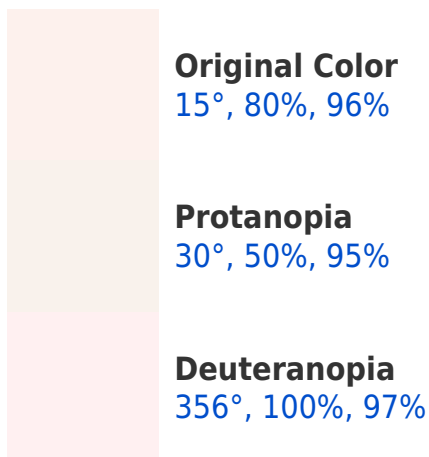 Original Color
15°, 80%, 96%
Protanopia
30°, 50%, 95%
Deuteranopia
356°, 100%, 97%